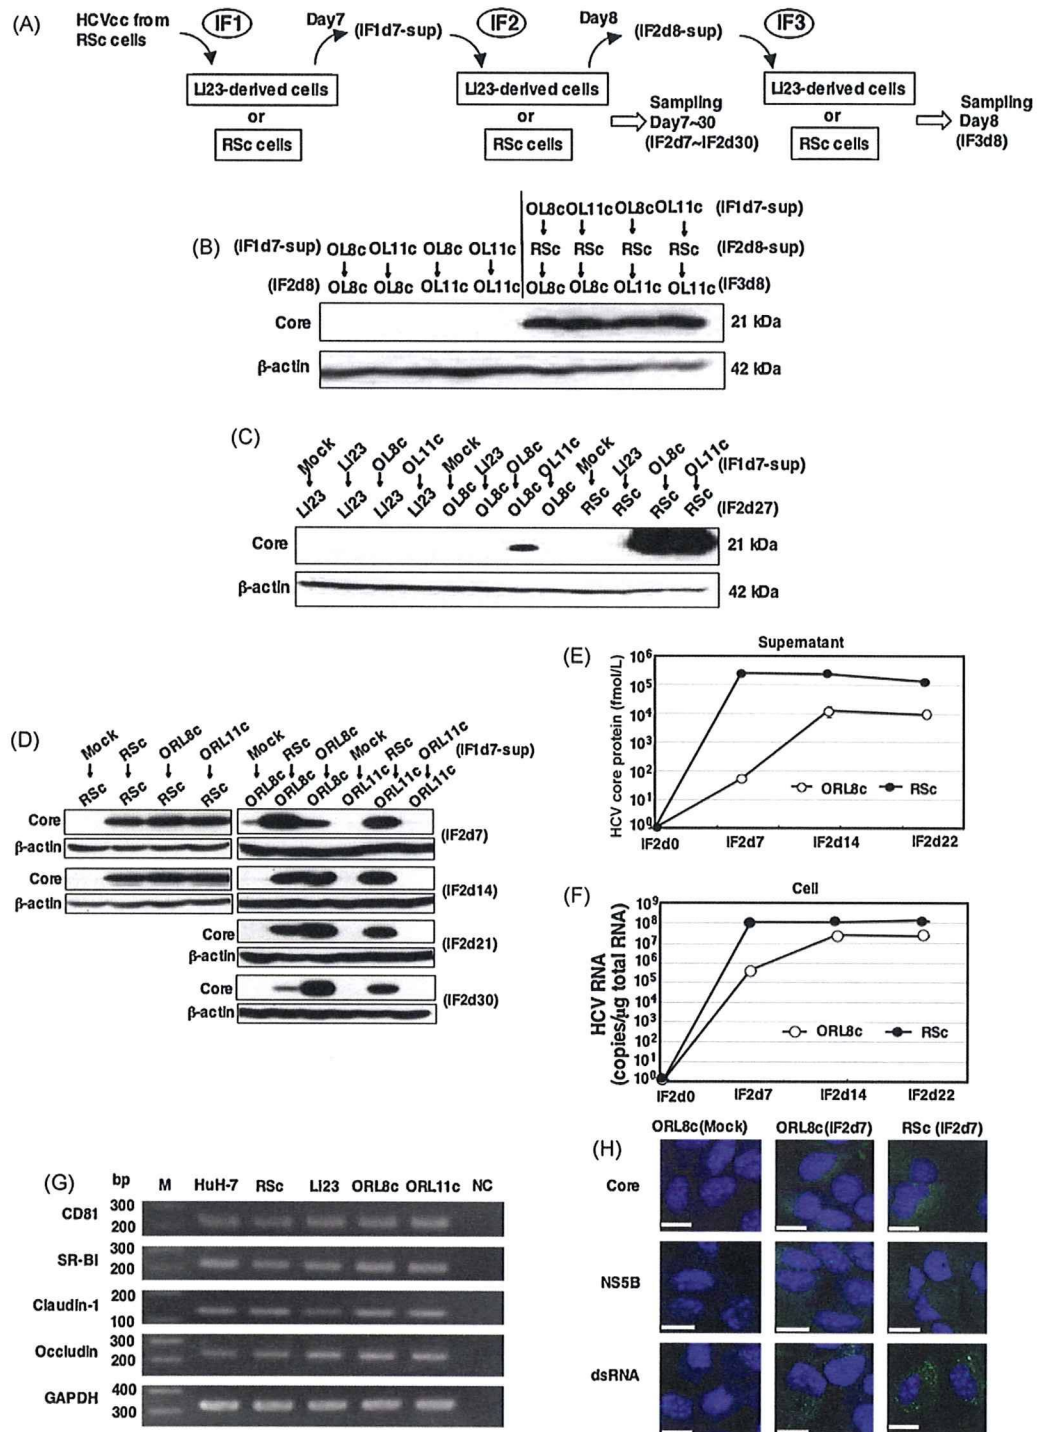 (A)
HCVcc from
RSc cells
IF1
Day7
(IF1d7-sup)
IF2
Day8
(IF2d8-sup)
IF3
LI23-derived cells
or
RSc cells
LI23-derived cells
or
RSc cells
Sampling
Day7~30
(IF2d7~IF2d30)
LI23-derived cells
or
RSc cells
Sampling
Day8
(IF3d8)
(B)
OL8c OL11c OL8c OL11c (IF1d7-sup)
(IF1d7-sup) OL8c OL11c OL8c OL11c RSc RSc RSc RSc (IF2d8-sup)
(IF2d8) OL8c OL8c OL11c OL11c OL8c OL8c OL11c OL11c (IF3d8)
Core 21 kDa
β-actin 42 kDa
(C)
Mock LI23 OL8c OL11c Mock LI23 OL8c OL11c Mock LI23 OL8c OL11c (IF1d7-sup)
LI23 LI23 LI23 LI23 OL8c OL8c OL8c OL8c RSc RSc RSc RSc (IF2d27)
Core 21 kDa
β-actin 42 kDa
(D)
Mock RSc ORL8c ORL11c Mock RSc ORL8c Mock RSc ORL11c (IF1d7-sup)
RSc RSc RSc RSc ORL8c ORL8c ORL8c ORL11c ORL11c ORL11c
Core
β-actin
(IF2d7)
Core
β-actin
(IF2d14)
Core
β-actin
(IF2d21)
Core
β-actin
(IF2d30)
(E)
Supernatant
HCV core protein (fmol/L)
10⁶
10⁵
10⁴
10³
10²
10¹
10⁰
ORL8c RSc
IF2d0 IF2d7 IF2d14 IF2d22
(F)
Cell
HCV RNA
(copies/μg total RNA)
10⁹
10⁸
10⁷
10⁶
10⁵
10⁴
10³
10²
10¹
10⁰
ORL8c RSc
IF2d0 IF2d7 IF2d14 IF2d22
(G)
bp M HuH-7 RSc LI23 ORL8c ORL11c NC
CD81
300
200
SR-BI
300
200
Claudin-1
200
100
Occludin
300
200
GAPDH
400
300
(H)
ORL8c(Mock) ORL8c(IF2d7) RSc (IF2d7)
Core
NS5B
dsRNA